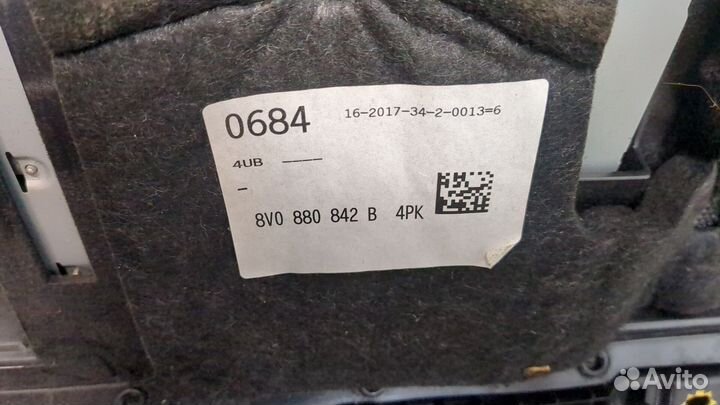 0684 16-2017-34-2-0013=6
4UB ----
-
8V0 880 842 B 4PK
Avito